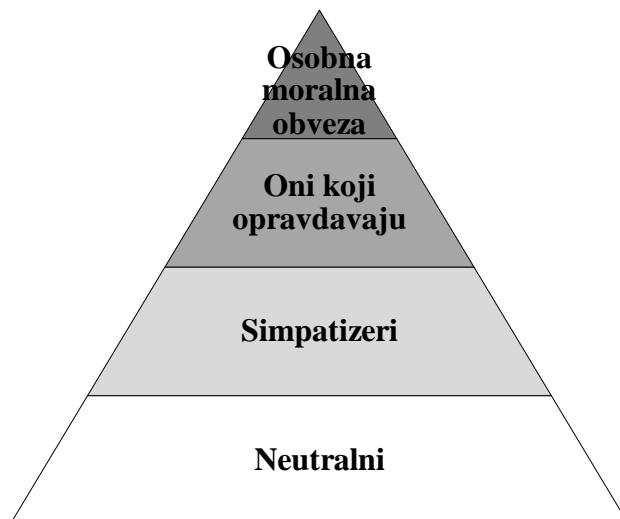 Osobna
moralna
obveza
Oni koji
opravdavaju
Simpatizeri
Neutralni